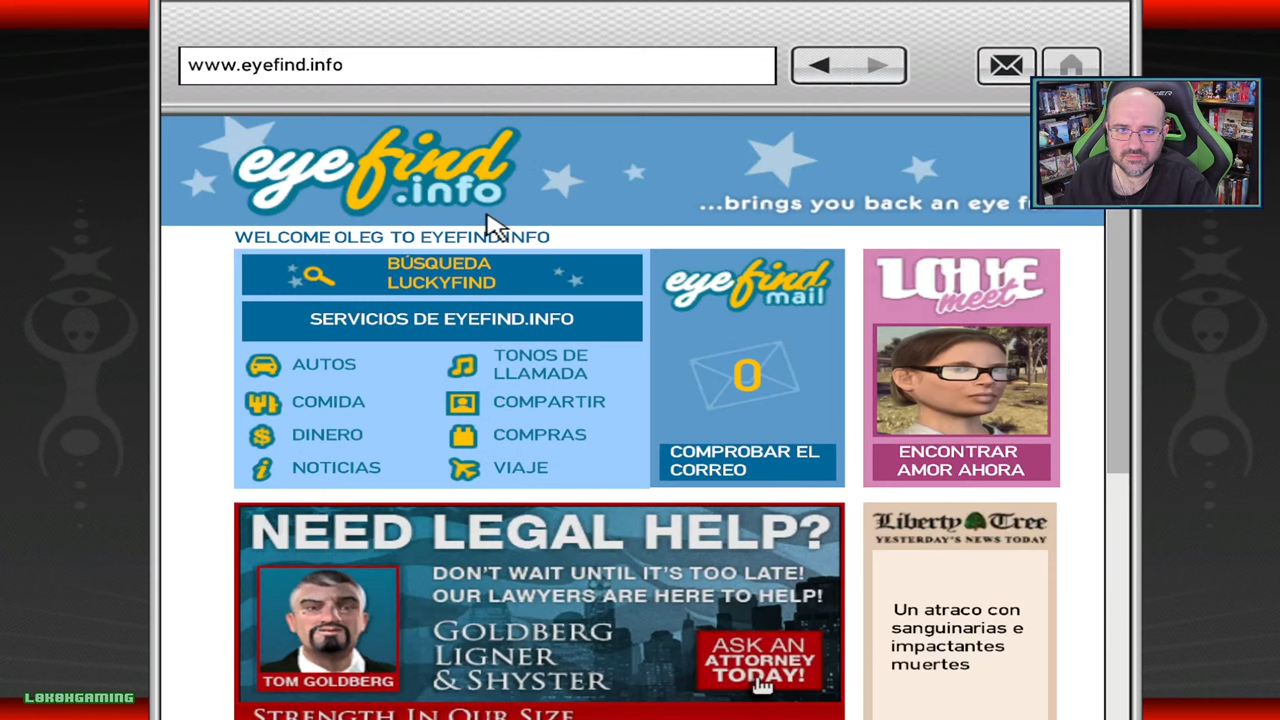 www.eyefind.info
eyefind
.info
...brings you back an eye f
WELCOME OLEG TO EYEFIND.INFO
BÚSQUEDA
LUCKYFIND
SERVICIOS DE EYEFIND.INFO
AUTOS
TONOS DE
LLAMADA
COMIDA
COMPARTIR
DINERO
COMPRAS
NOTICIAS
VIAJE
eyefind
mail
0
COMPROBAR EL
CORREO
LOVE
meet
ENCONTRAR
AMOR AHORA
NEED LEGAL HELP?
DON'T WAIT UNTIL IT'S TOO LATE!
OUR LAWYERS ARE HERE TO HELP!
GOLDBERG
LIGNER
& SHYSTER
ASK AN
ATTORNEY
TODAY!
TOM GOLDBERG
STRENGTH IN OUR SIZE
Liberty Tree
YESTERDAY'S NEWS TODAY
Un atraco con
sanguinarias e
impactantes
muertes
LOKOKGAMING